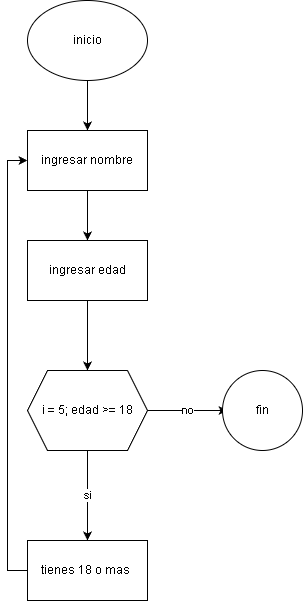 inicio
ingresar nombre
ingresar edad
i = 5; edad >= 18
no
fin
si
tienes 18 o mas